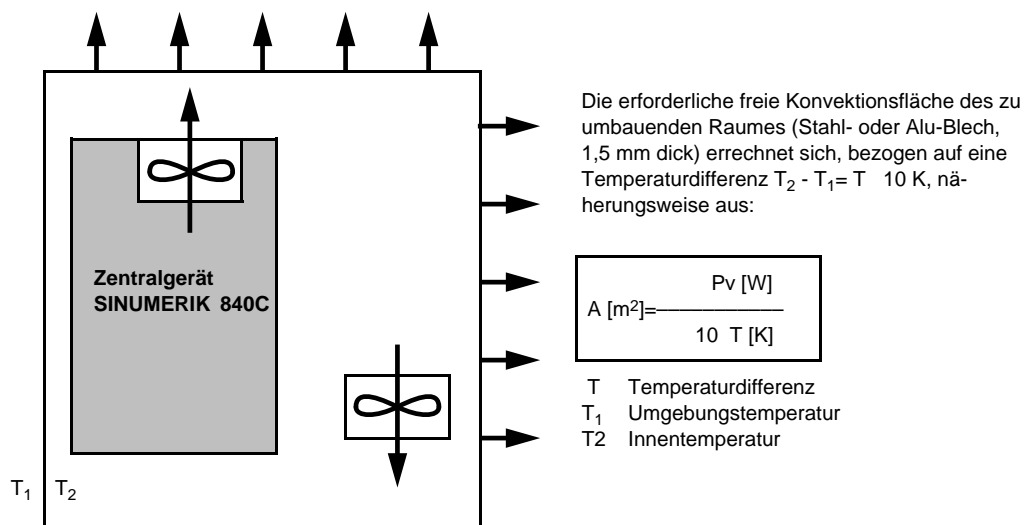 Die erforderliche freie Konvektionsfläche des zu
umbauenden Raumes (Stahl- oder Alu-Blech,
1,5 mm dick) errechnet sich, bezogen auf eine
Temperaturdifferenz T₂ - T₁= T 10 K, nä-
herungsweise aus:
Zentralgerät
SINUMERIK 840C
Pv [W]
A [m²]=―――――――――――
10 T [K]
T Temperaturdifferenz
T₁ Umgebungstemperatur
T2 Innentemperatur
T₁ T₂